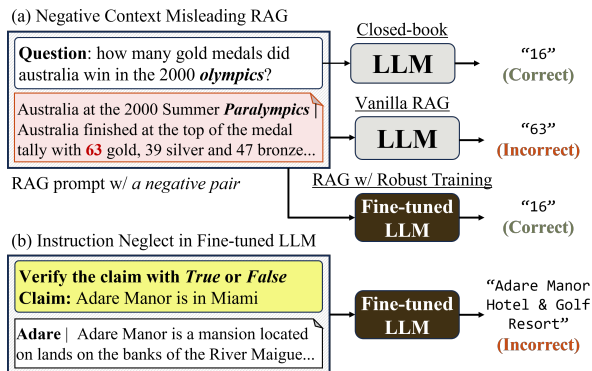 (a) Negative Context Misleading RAG
Question: how many gold medals did
australia win in the 2000 olympics?
Closed-book
LLM
“16”
(Correct)
Australia at the 2000 Summer Paralympics |
Australia finished at the top of the medal
tally with 63 gold, 39 silver and 47 bronze...
Vanilla RAG
LLM
“63”
(Incorrect)
RAG prompt w/ a negative pair
RAG w/ Robust Training
Fine-tuned
LLM
“16”
(Correct)
(b) Instruction Neglect in Fine-tuned LLM
Verify the claim with True or False
Claim: Adare Manor is in Miami
Adare | Adare Manor is a mansion located
on lands on the banks of the River Maigue...
Fine-tuned
LLM
“Adare Manor
Hotel & Golf
Resort”
(Incorrect)